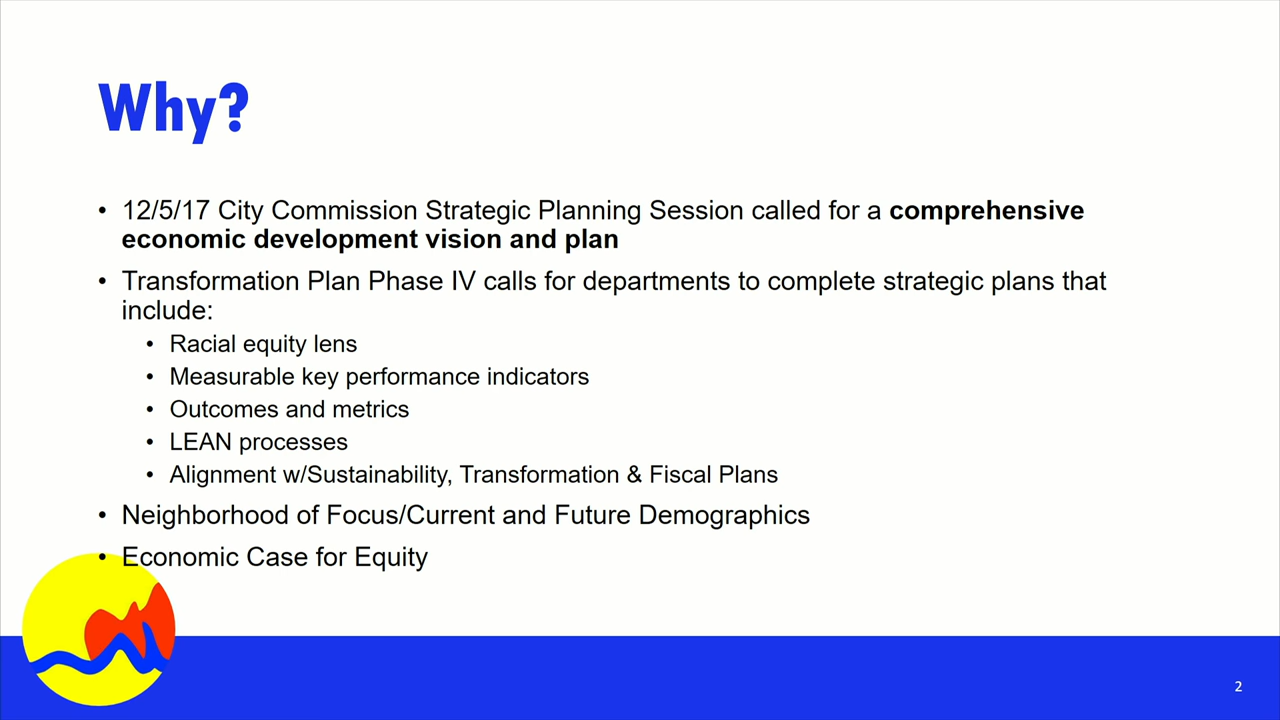 Why?
• 12/5/17 City Commission Strategic Planning Session called for a comprehensive
economic development vision and plan
• Transformation Plan Phase IV calls for departments to complete strategic plans that
include:
• Racial equity lens
• Measurable key performance indicators
• Outcomes and metrics
• LEAN processes
• Alignment w/Sustainability, Transformation & Fiscal Plans
• Neighborhood of Focus/Current and Future Demographics
• Economic Case for Equity
2